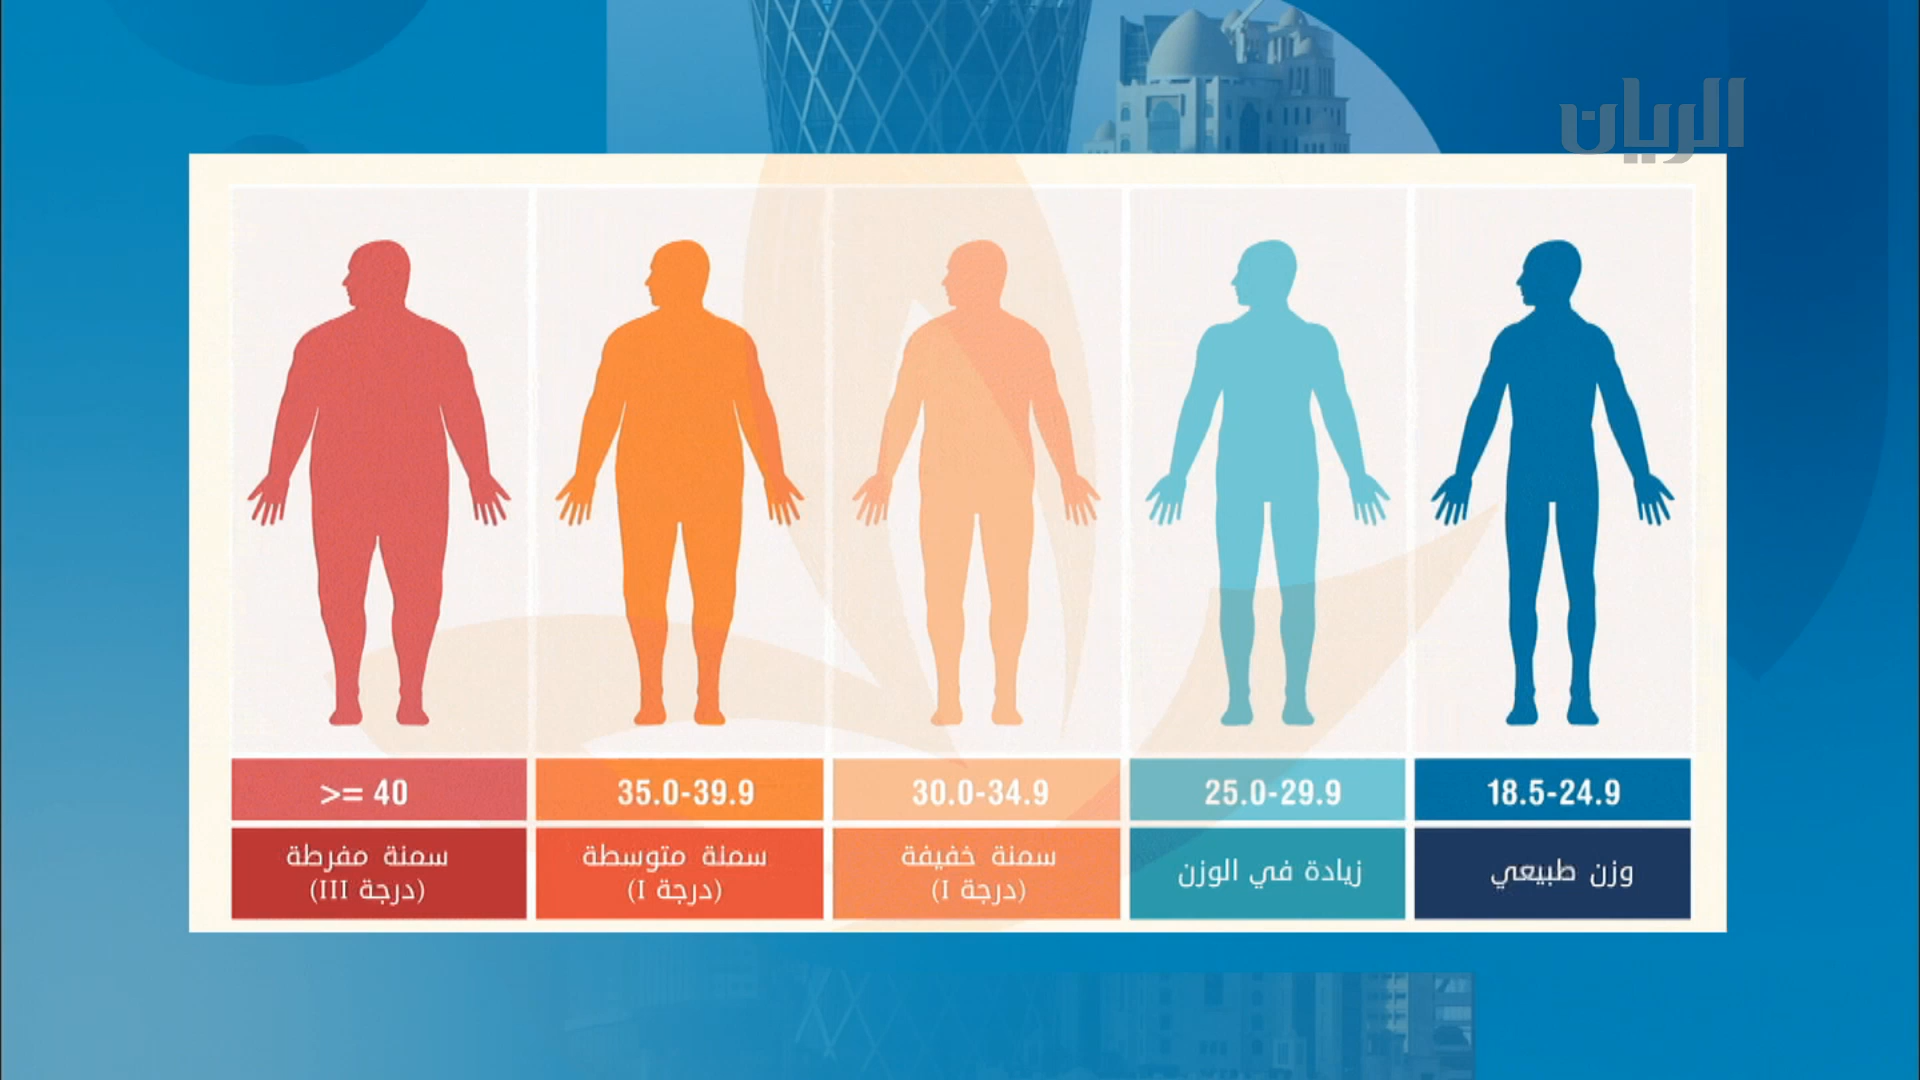 الريان
18.5-24.9
25.0-29.9
30.0-34.9
35.0-39.9
>= 40
وزن طبيعي
زيادة في الوزن
سمنة خفيفة
(درجة I)
سمنة متوسطة
(درجة I)
سمنة مفرطة
(درجة III)